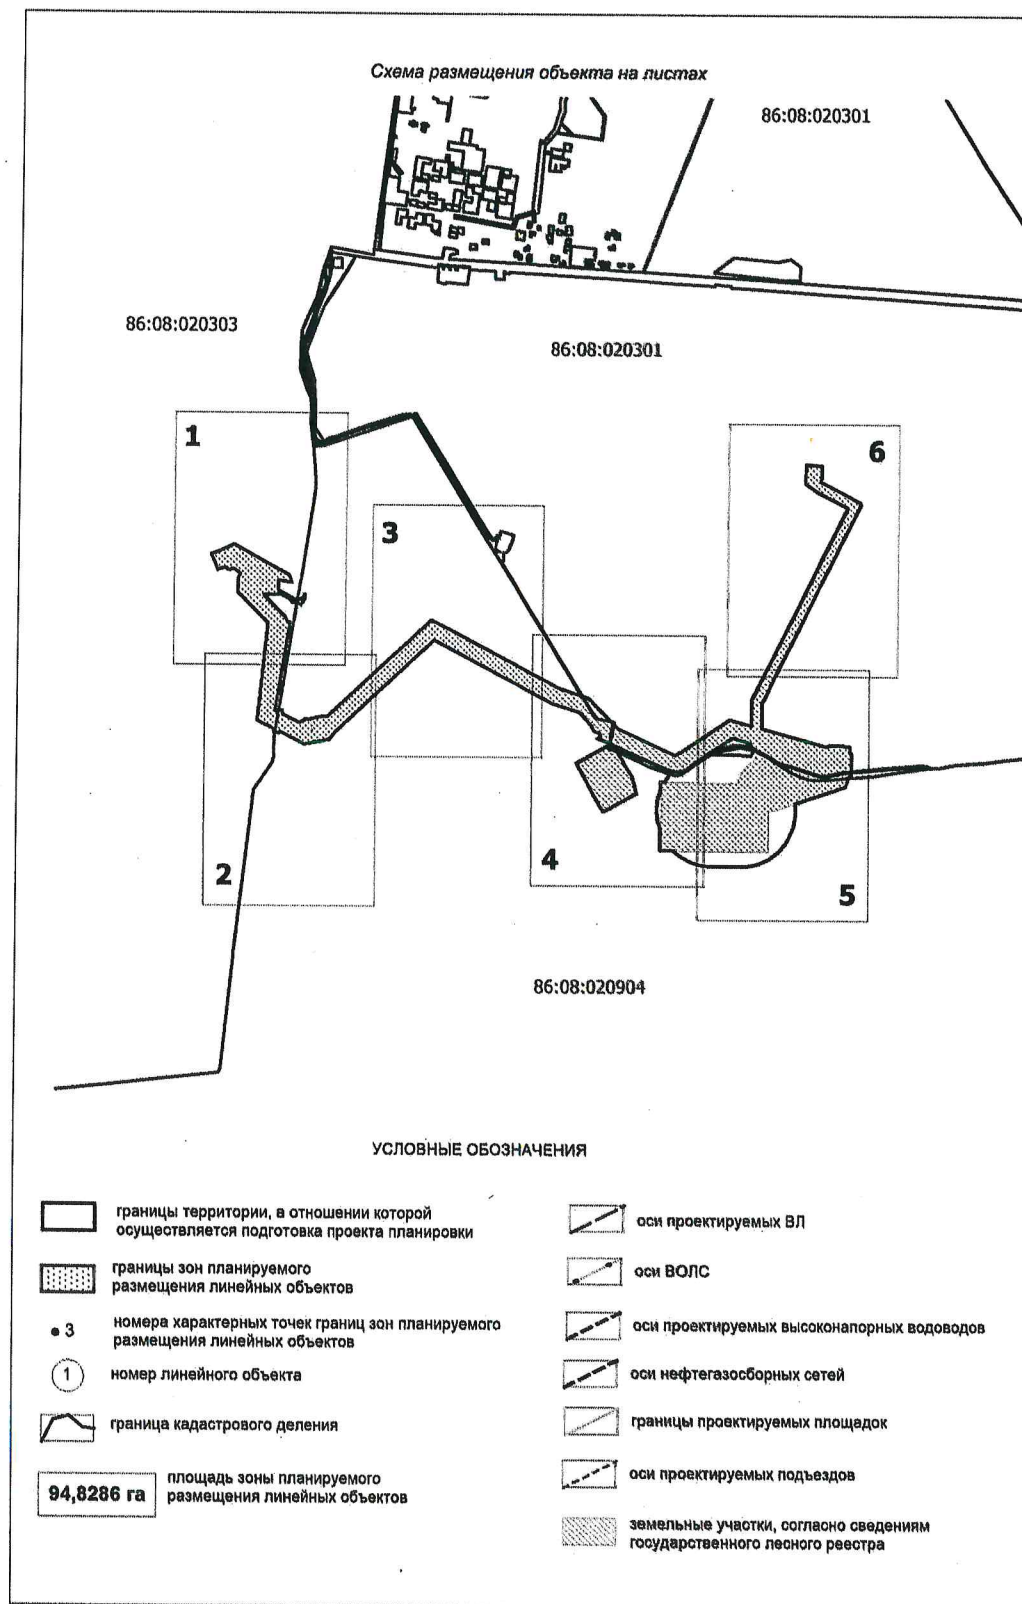 Схема размещения объекта на листах
86:08:020301
86:08:020303
86:08:020301
1
6
3
2
4
5
86:08:020904
УСЛОВНЫЕ ОБОЗНАЧЕНИЯ
границы территории, в отношении которой
осуществляется подготовка проекта планировки
границы зон планируемого
размещения линейных объектов
3
номера характерных точек границ зон планируемого
размещения линейных объектов
1
номер линейного объекта
граница кадастрового деления
94,8286 га
площадь зоны планируемого
размещения линейных объектов
оси проектируемых ВЛ
оси ВОЛС
оси проектируемых высоконапорных водоводов
оси нефтегазосборных сетей
границы проектируемых площадок
оси проектируемых подъездов
земельные участки, согласно сведениям
государственного лесного реестра